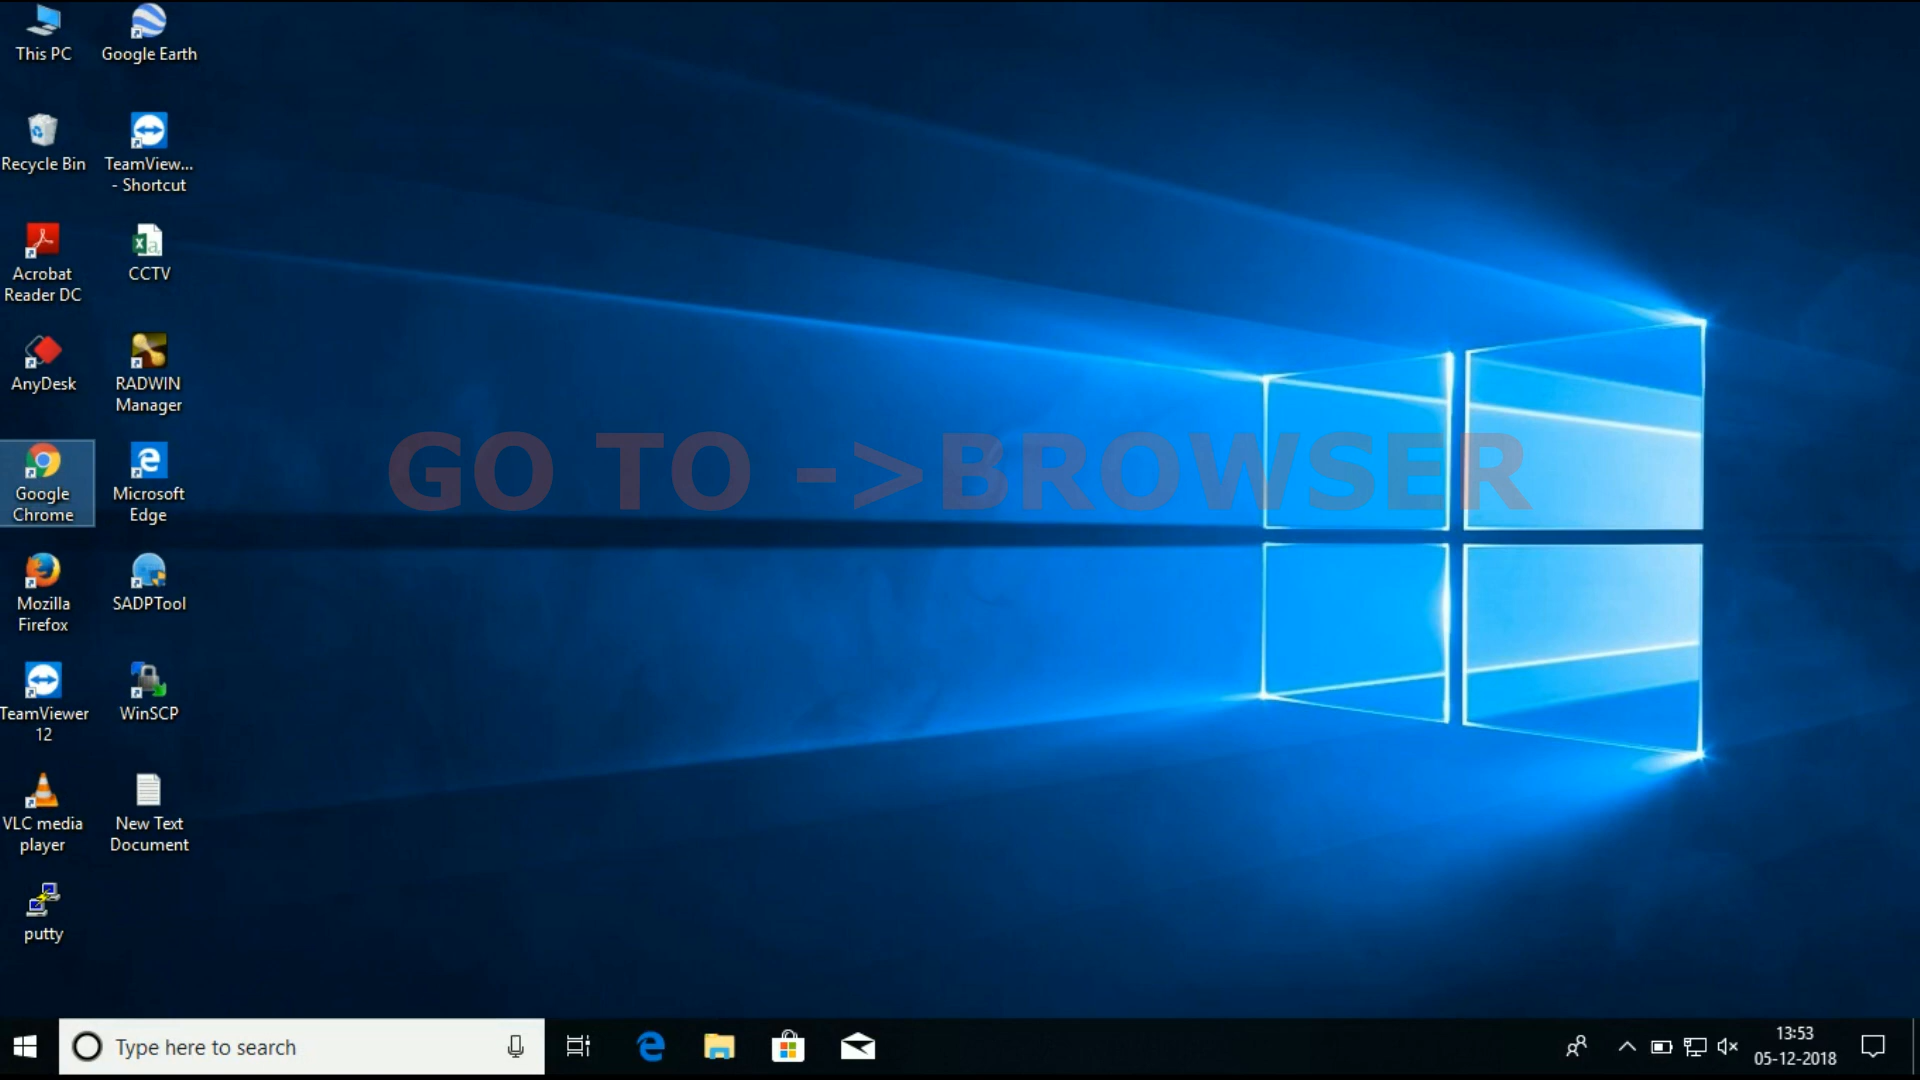 This PC
Google Earth
Recycle Bin
TeamView...
- Shortcut
Acrobat
Reader DC
CCTV
AnyDesk
RADWIN
Manager
GO TO ->BROWSER
Google
Chrome
Microsoft
Edge
Mozilla
Firefox
SADPTool
TeamViewer
12
WinSCP
VLC media
player
New Text
Document
putty
Type here to search
13:53
05-12-2018